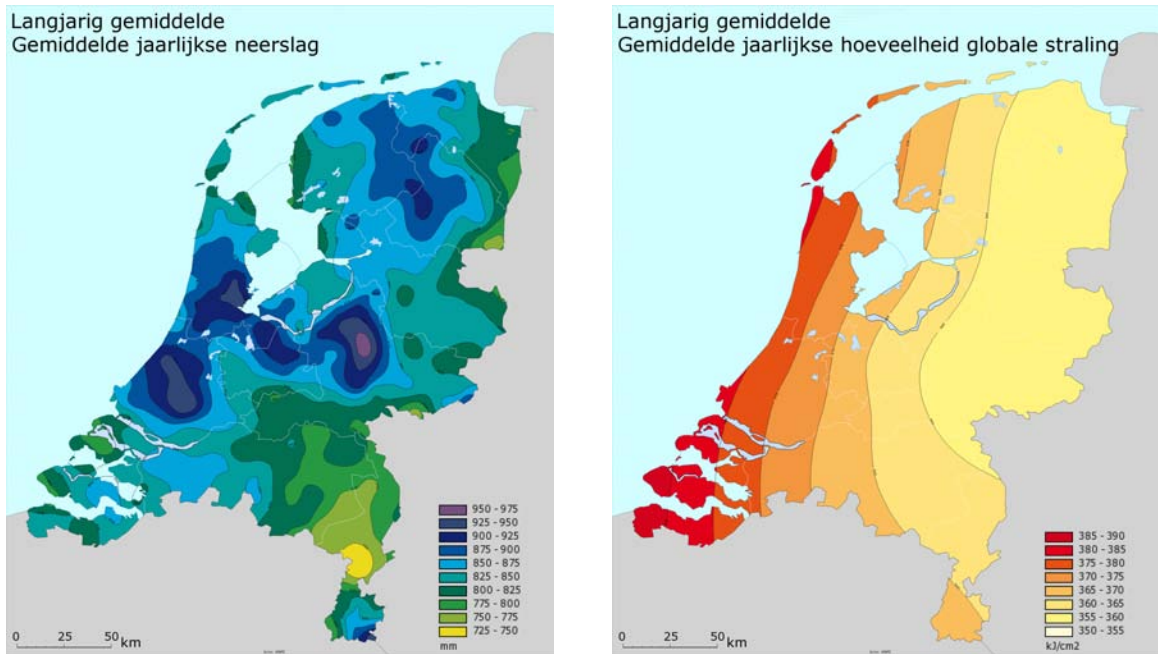 Langjarig gemiddelde
Gemiddelde jaarlijkse neerslag
950 - 975
925 - 950
900 - 925
875 - 900
850 - 875
825 - 850
800 - 825
775 - 800
750 - 775
725 - 750
mm
0 25 50 km
Langjarig gemiddelde
Gemiddelde jaarlijkse hoeveelheid globale straling
385 - 390
380 - 385
375 - 380
370 - 375
365 - 370
360 - 365
355 - 360
350 - 355
kJ/cm2
0 25 50 km